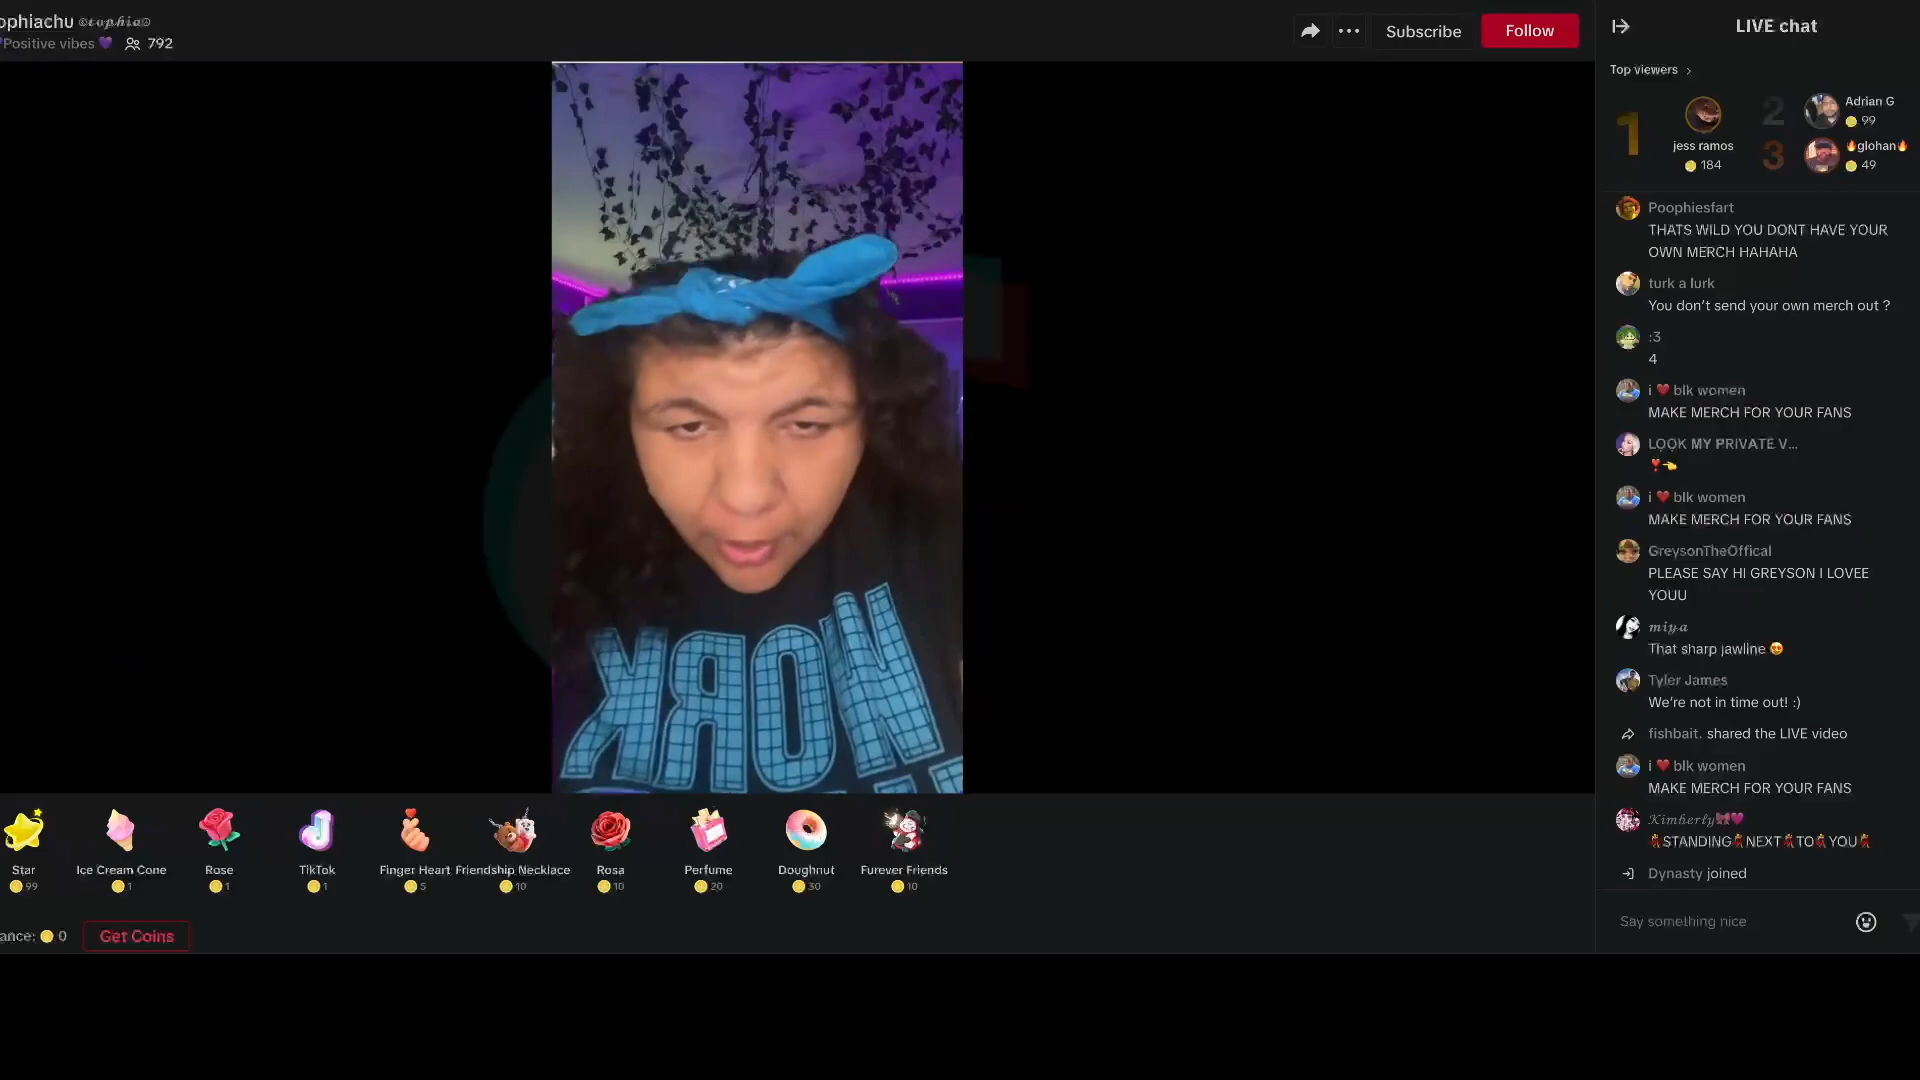 ophiachu @𝓽𝓸𝓹𝓱𝓲𝓪☺
Positive vibes 💜 792
Subscribe
Follow
LIVE chat
Top viewers
1
jess ramos
184
2
Adrian G
99
3
🔥glohan🔥
49
Poophiesfart
THATS WILD YOU DONT HAVE YOUR
OWN MERCH HAHAHA
turk a lurk
You don’t send your own merch out ?
:3
4
i ❤️ blk women
MAKE MERCH FOR YOUR FANS
LOOK MY PRIVATE V...
i ❤️ blk women
MAKE MERCH FOR YOUR FANS
GreysonTheOffical
PLEASE SAY HI GREYSON I LOVEE
YOUU
𝓶𝓲𝔂𝓪
That sharp jawline 😍
Tyler James
We’re not in time out! :)
fishbait. shared the LIVE video
i ❤️ blk women
MAKE MERCH FOR YOUR FANS
𝒦𝒾𝓂𝒷𝑒𝓇𝓁𝓎🎀💜
💃STANDING💃NEXT💃TO💃YOU💃
Dynasty joined
Say something nice
WORK
Star
99
Ice Cream Cone
1
Rose
1
TikTok
1
Finger Heart
5
Friendship Necklace
10
Rosa
10
Perfume
20
Doughnut
30
Furever Friends
10
ance: 0
Get Coins